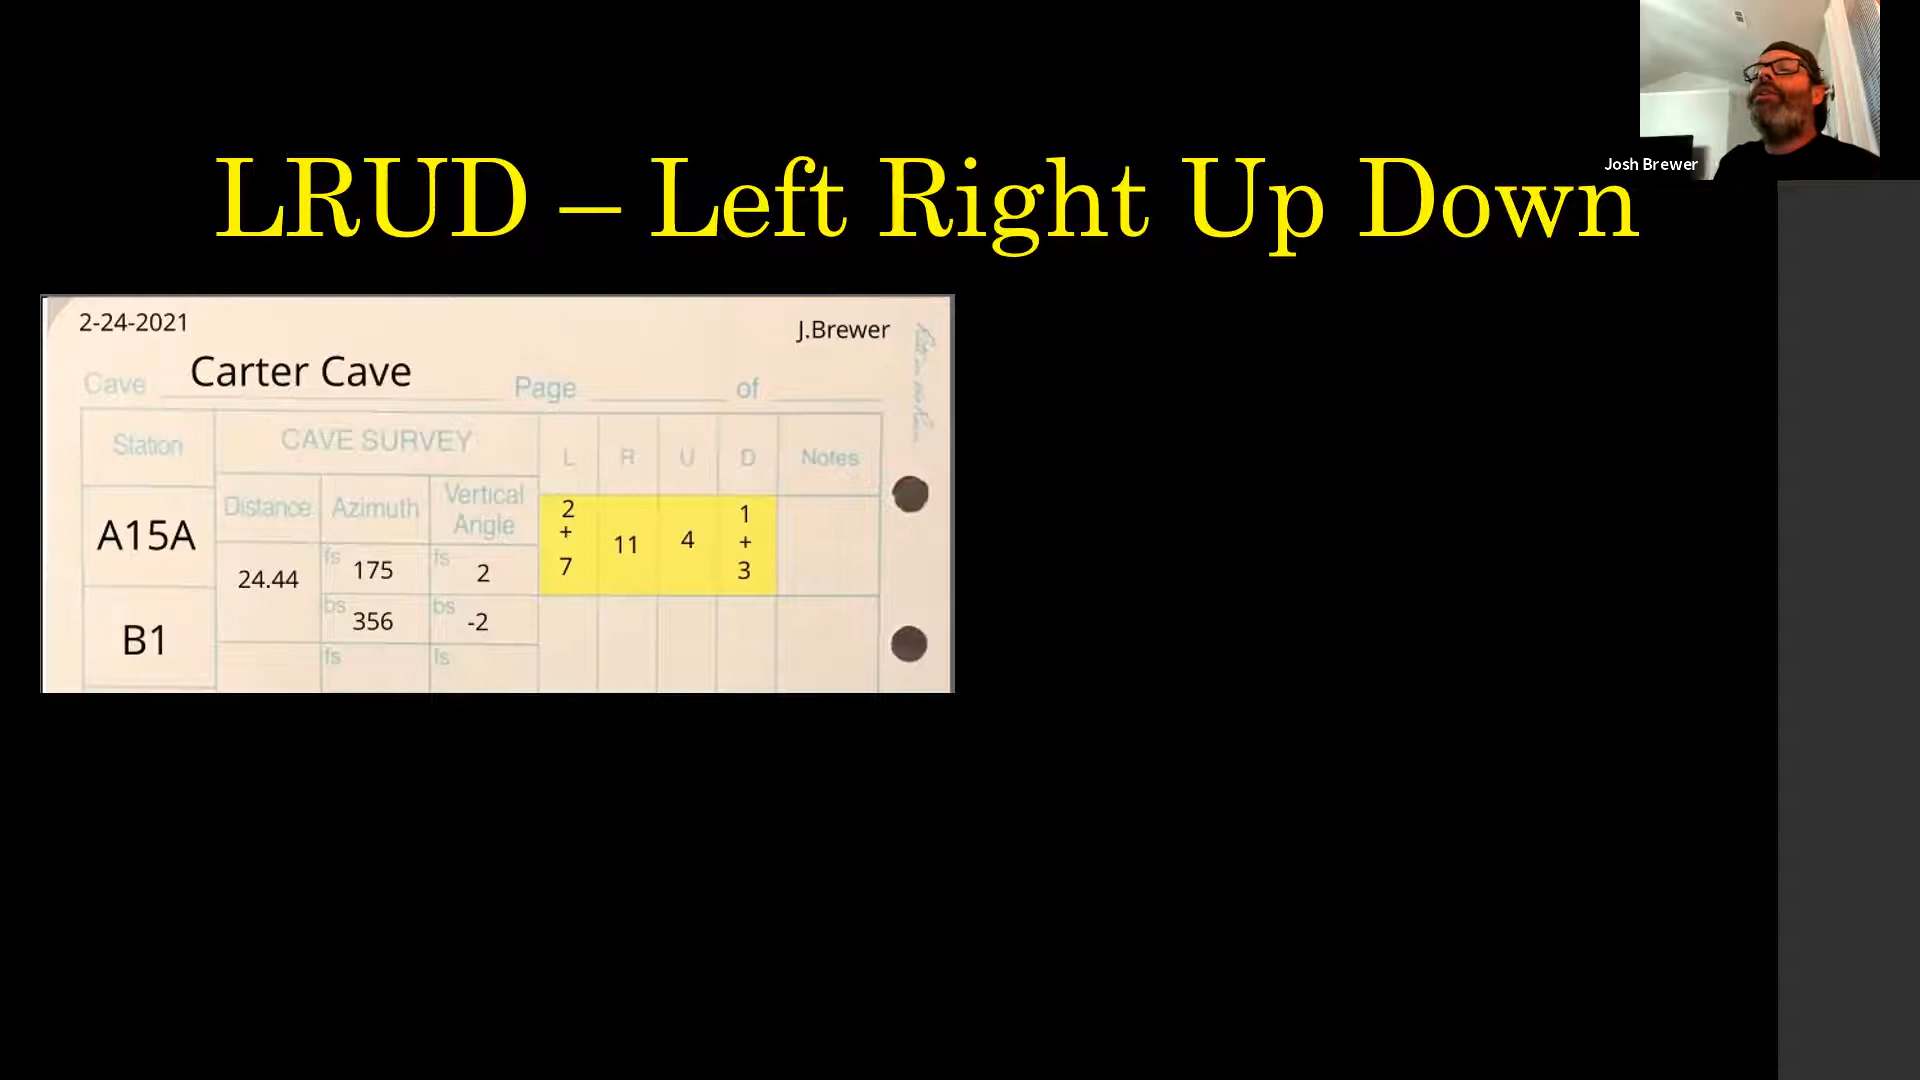 LRUD – Left Right Up Down
Josh Brewer
2-24-2021
J.Brewer
Cave Carter Cave Page of
Station CAVE SURVEY L R U D Notes
Distance Azimuth Vertical Angle
A15A
24.44 fs 175 fs 2
2 + 7 11 4 1 + 3
B1
bs 356 bs -2
fs fs